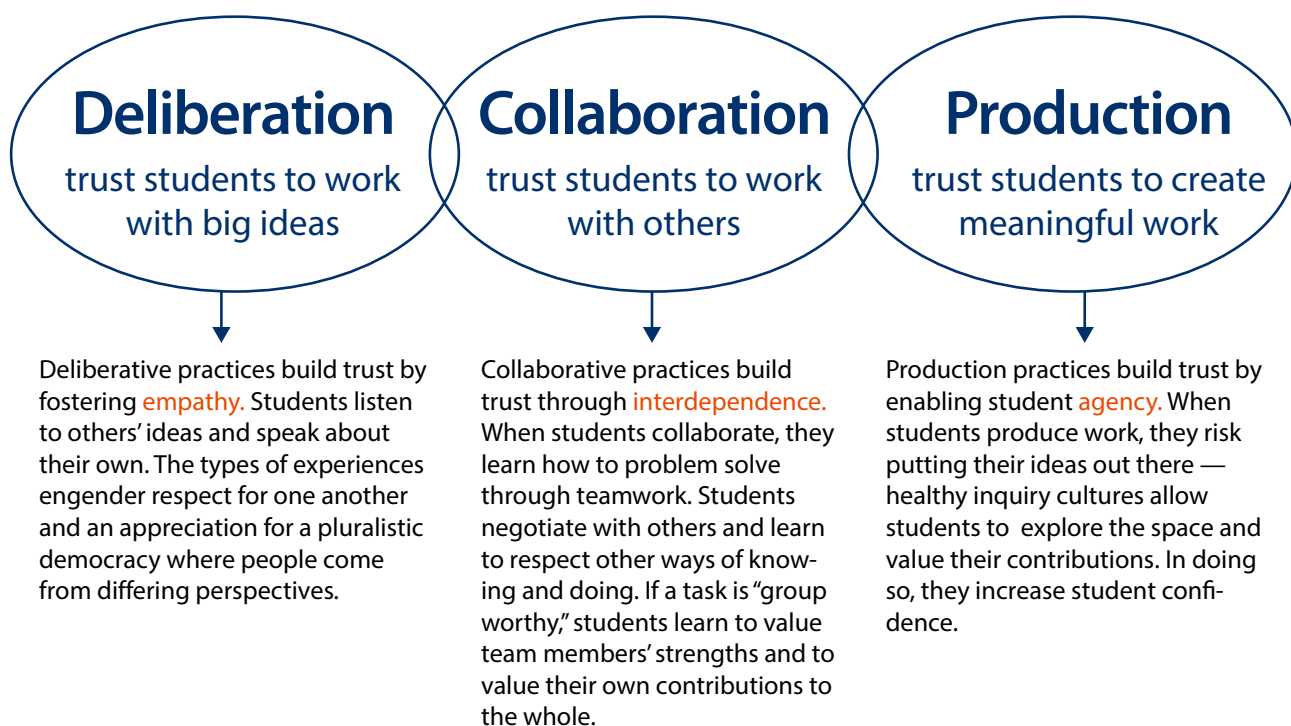 Deliberation
trust students to work
with big ideas
Collaboration
trust students to work
with others
Production
trust students to create
meaningful work
Deliberative practices build trust by
fostering empathy. Students listen
to others’ ideas and speak about
their own. The types of experiences
engender respect for one another
and an appreciation for a pluralistic
democracy where people come
from differing perspectives.
Collaborative practices build
trust through interdependence.
When students collaborate, they
learn how to problem solve
through teamwork. Students
negotiate with others and learn
to respect other ways of know-
ing and doing. If a task is “group
worthy,” students learn to value
team members’ strengths and to
value their own contributions to
the whole.
Production practices build trust by
enabling student agency. When
students produce work, they risk
putting their ideas out there —
healthy inquiry cultures allow
students to explore the space and
value their contributions. In doing
so, they increase student confi-
dence.